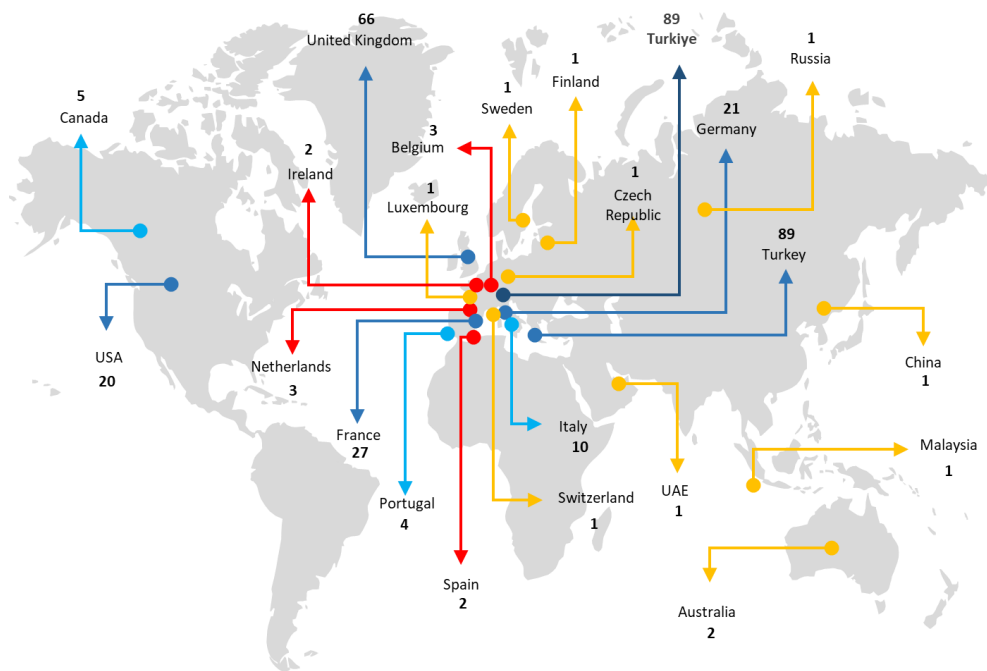 66
United Kingdom
89
Turkiye
1
Russia
1
Finland
1
Sweden
5
Canada
21
Germany
3
Belgium
2
Ireland
1
Luxembourg
1
Czech
Republic
89
Turkey
USA
20
Netherlands
3
China
1
France
27
Italy
10
Malaysia
1
Portugal
4
Switzerland
1
UAE
1
Spain
2
Australia
2